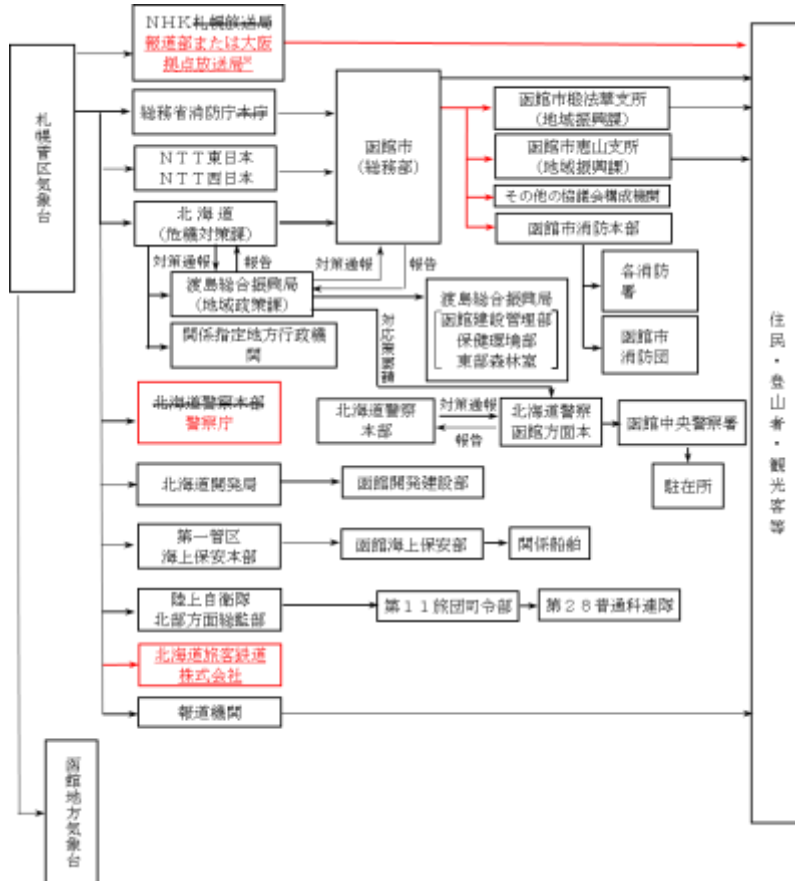 NHK札幌放送局
報道部または大阪
拠点放送局※
札幌管区気象台
総務省消防庁本庁
NTT東日本
NTT西日本
北海道
(危機対策課)
対策通報
報告
渡島総合振興局
(地域政策課)
関係指定地方行政機
関
函館市
(総務部)
対策通報
報告
函館市椴法華支所
(地域振興課)
函館市恵山支所
(地域振興課)
その他の協議会構成機関
函館市消防本部
各消防
署
函館市
消防団
渡島総合振興局
函館建設管理部
保健環境部
東部森林室
対応策要請
北海道警察本部
警察庁
北海道警察
本部
対策通報
報告
北海道警察
函館方面本
函館中央警察署
駐在所
北海道開発局
函館開発建設部
第一管区
海上保安本部
函館海上保安部
関係船舶
陸上自衛隊
北部方面総監部
第11旅団司令部
第28普通科連隊
北海道旅客鉄道
株式会社
報道機関
函館地方気象台
住民・登山者・観光客等